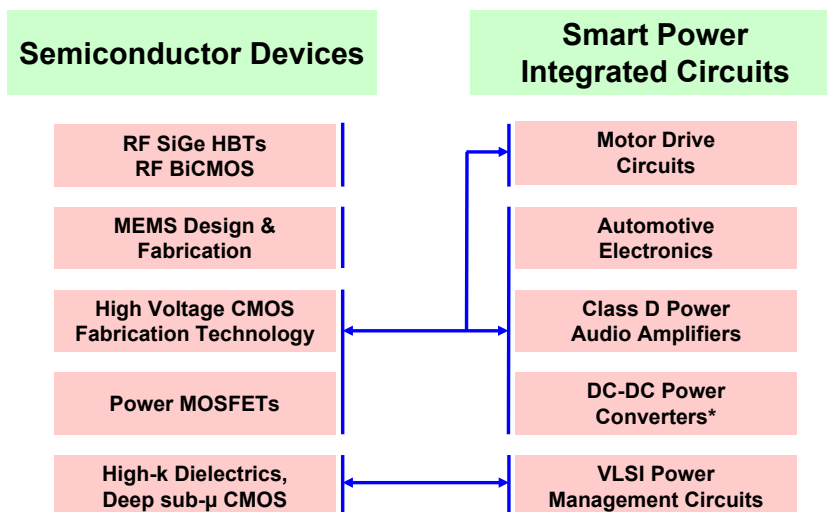 Semiconductor Devices
Smart Power
Integrated Circuits
RF SiGe HBTs
RF BiCMOS
MEMS Design &
Fabrication
High Voltage CMOS
Fabrication Technology
Power MOSFETs
High-k Dielectrics,
Deep sub-μ CMOS
Motor Drive
Circuits
Automotive
Electronics
Class D Power
Audio Amplifiers
DC-DC Power
Converters*
VLSI Power
Management Circuits